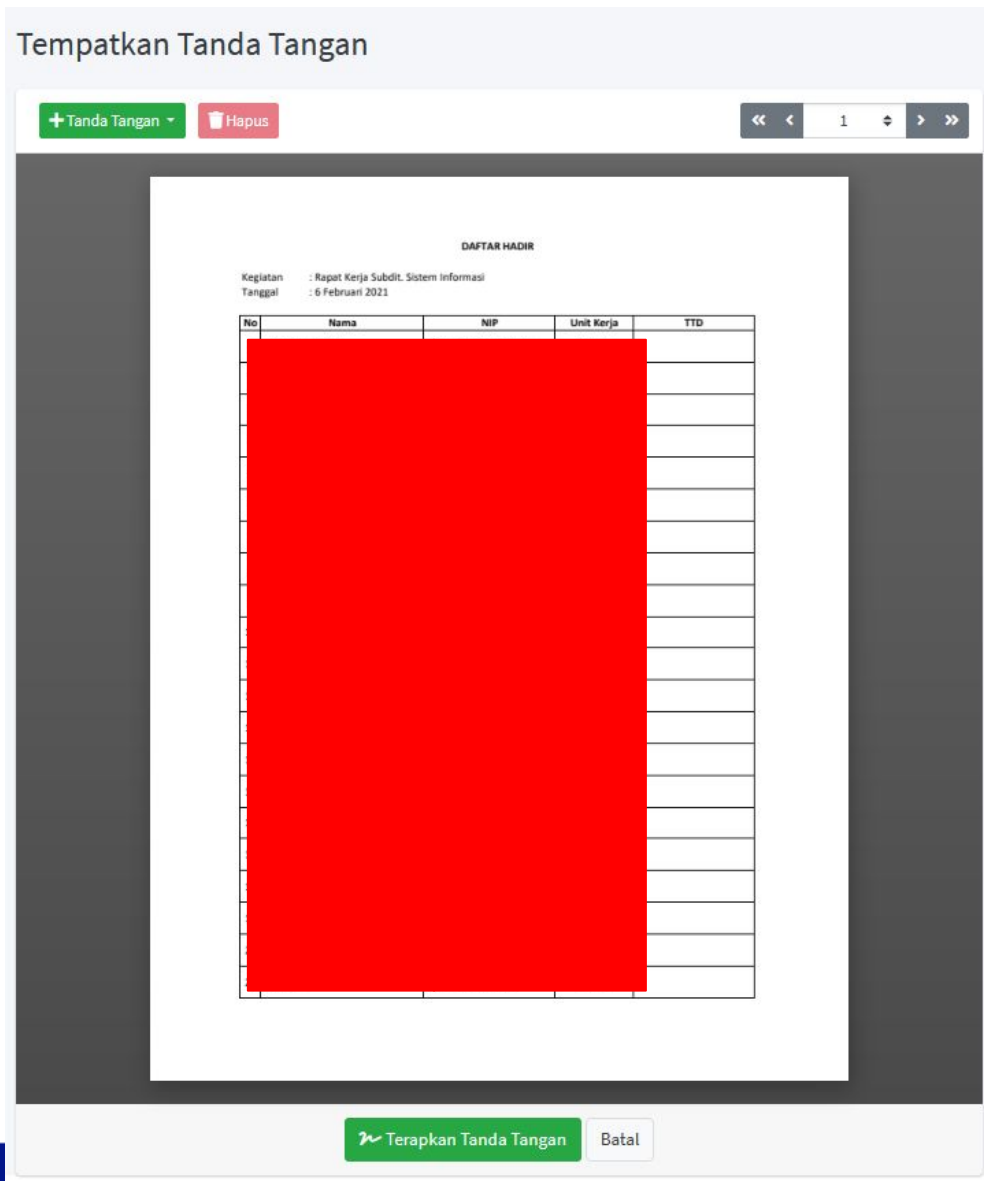 Tempatkan Tanda Tangan
Tanda Tangan Hapus 1
DAFTAR HADIR
Kegiatan : Rapat Kerja Subdit. Sistem Informasi
Tanggal : 6 Februari 2021
No Nama NIP Unit Kerja TTD
Terapkan Tanda Tangan Batal